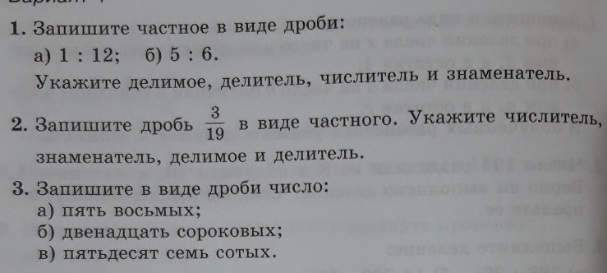 1. Запишите частное в виде дроби:
а) 1 : 12; б) 5 : 6.
Укажите делимое, делитель, числитель и знаменатель.
2. Запишите дробь 3/19 в виде частного. Укажите числитель,
знаменатель, делимое и делитель.
3. Запишите в виде дроби число:
а) пять восьмых;
б) двенадцать сороковых;
в) пятьдесят семь сотых.